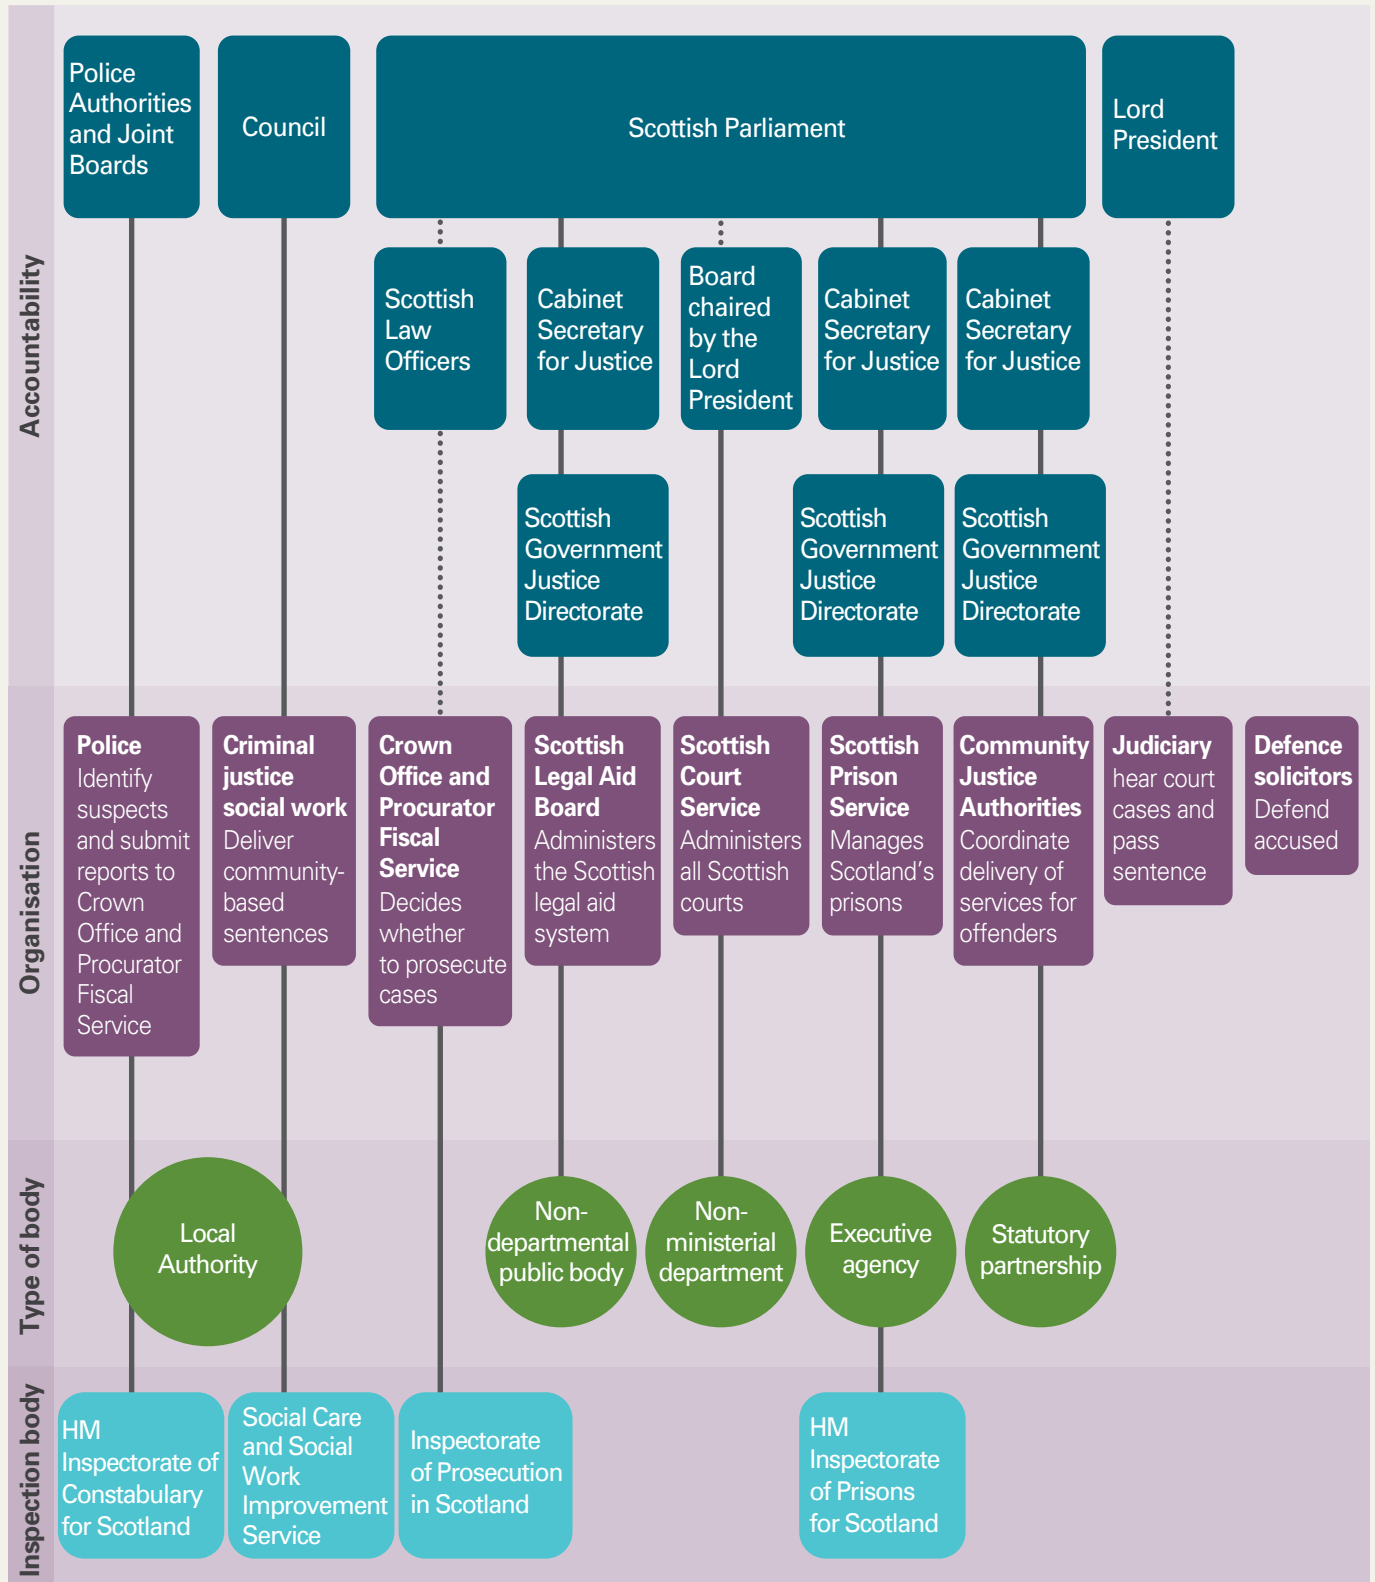 Accountability
Police
Authorities
and Joint
Boards
Council
Scottish Parliament
Lord
President
Scottish
Law
Officers
Cabinet
Secretary
for Justice
Board
chaired
by the
Lord
President
Cabinet
Secretary
for Justice
Cabinet
Secretary
for Justice
Scottish
Government
Justice
Directorate
Scottish
Government
Justice
Directorate
Scottish
Government
Justice
Directorate
Organisation
Police
Identify
suspects
and submit
reports to
Crown
Office and
Procurator
Fiscal
Service
Criminal
justice
social work
Deliver
community-
based
sentences
Crown
Office and
Procurator
Fiscal
Service
Decides
whether
to prosecute
cases
Scottish
Legal Aid
Board
Administers
the Scottish
legal aid
system
Scottish
Court
Service
Administers
all Scottish
courts
Scottish
Prison
Service
Manages
Scotland's
prisons
Community
Justice
Authorities
Coordinate
delivery of
services for
offenders
Judiciary
hear court
cases and
pass
sentence
Defence
solicitors
Defend
accused
Type of body
Local
Authority
Non-
departmental
public body
Non-
ministerial
department
Executive
agency
Statutory
partnership
Inspection body
HM
Inspectorate of
Constabulary
for Scotland
Social Care
and Social
Work
Improvement
Service
Inspectorate
of Prosecution
in Scotland
HM
Inspectorate
of Prisons
for Scotland